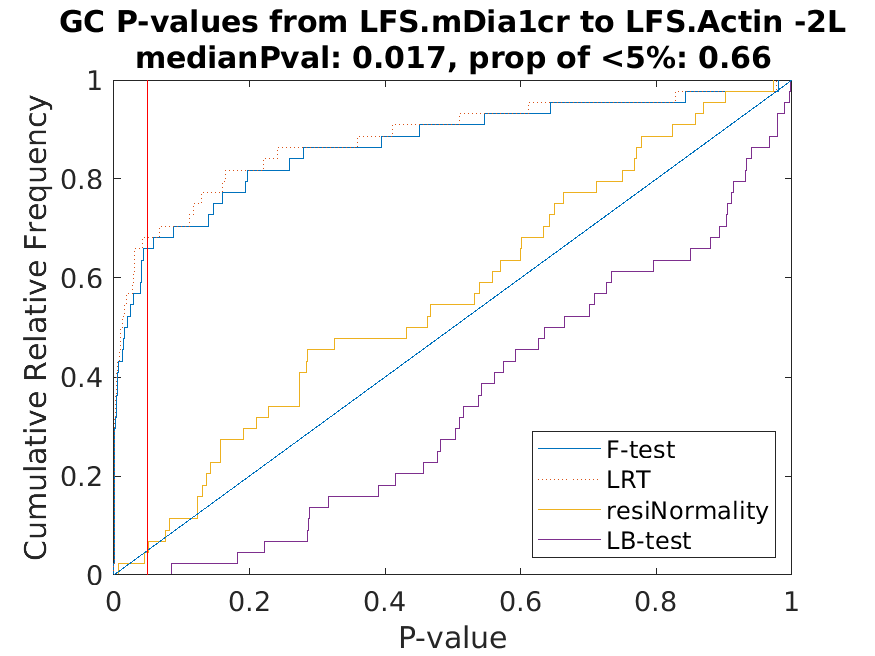 GC P-values from LFS.mDia1cr to LFS.Actin -2L
medianPval: 0.017, prop of <5%: 0.66
Cumulative Relative Frequency
1
0.8
0.6
0.4
0.2
0
0 0.2 0.4 0.6 0.8 1
P-value
F-test
LRT
resiNormality
LB-test